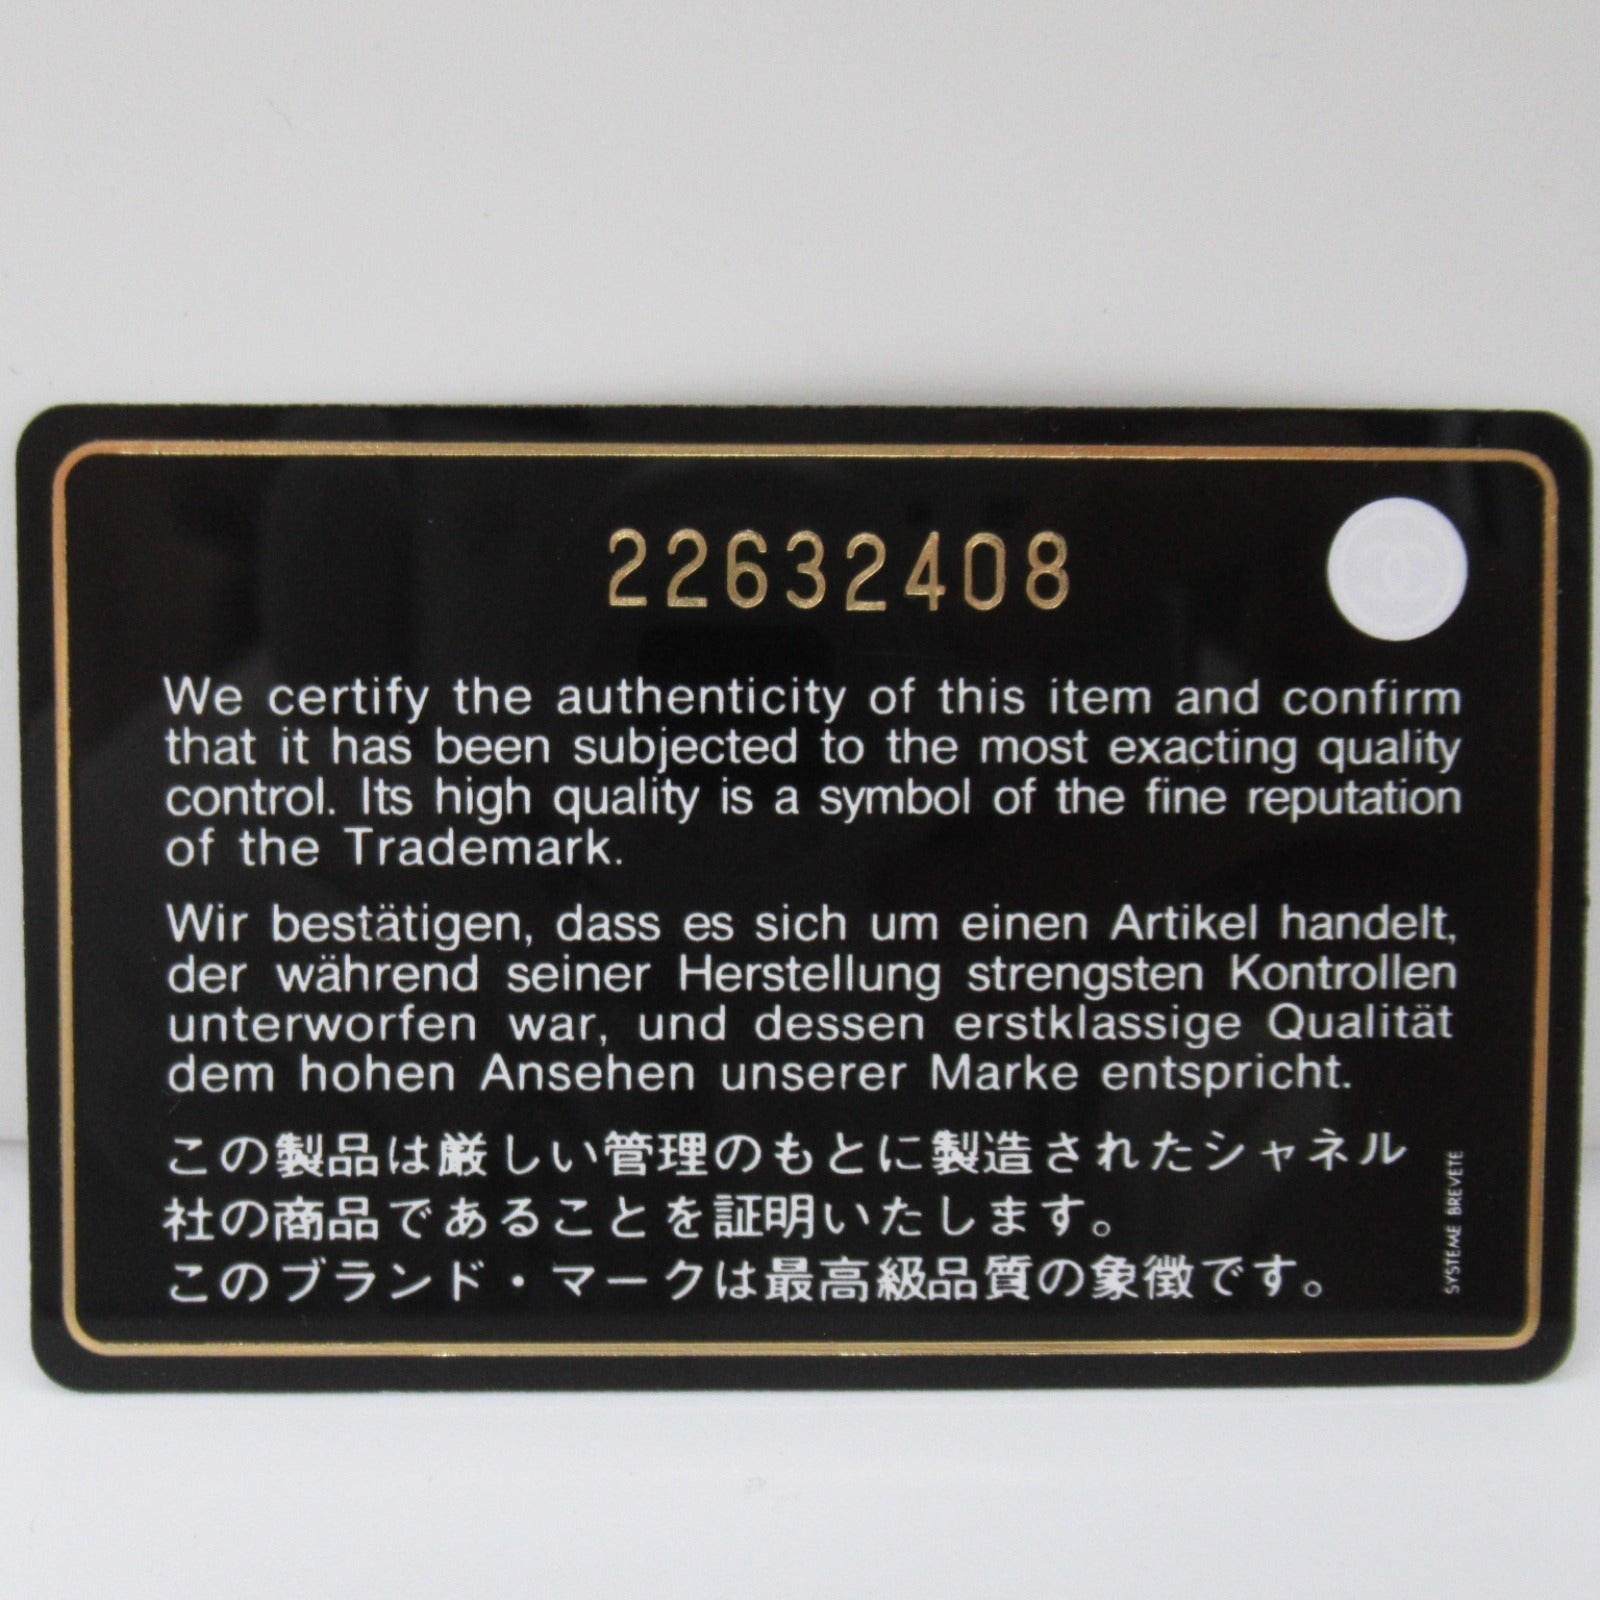 22632408
We certify the authenticity of this item and confirm
that it has been subjected to the most exacting quality
control. Its high quality is a symbol of the fine reputation
of the Trademark.
Wir bestätigen, dass es sich um einen Artikel handelt,
der während seiner Herstellung strengsten Kontrollen
unterworfen war, und dessen erstklassige Qualität
dem hohen Ansehen unserer Marke entspricht.
この製品は厳しい管理のもとに製造されたシャネル
社の商品であることを証明いたします。
このブランド・マークは最高級品質の象徴です。
SYSTEME BREVETE